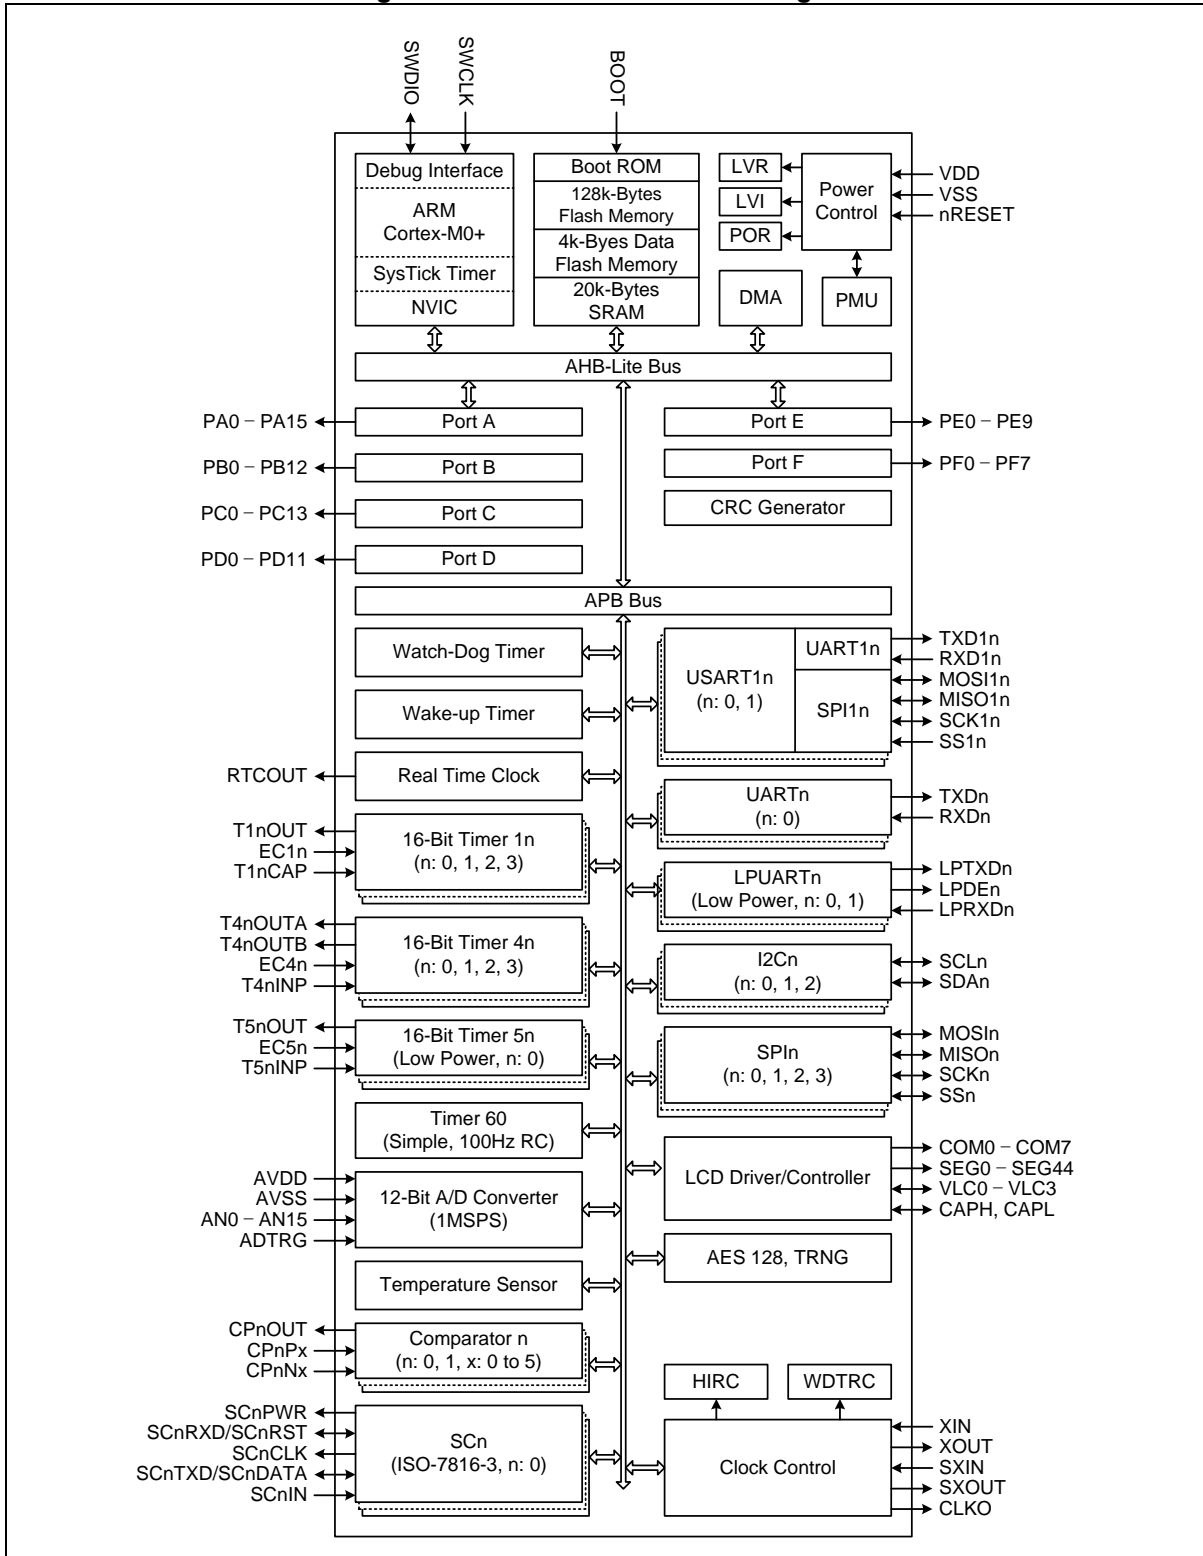 SWDIO
SWCLK
BOOT
Debug Interface
ARM
Cortex-M0+
SysTick Timer
NVIC
Boot ROM
128k-Bytes
Flash Memory
4k-Byes Data
Flash Memory
20k-Bytes
SRAM
LVR
LVI
POR
Power
Control
VDD
VSS
nRESET
DMA
PMU
AHB-Lite Bus
PA0 – PA15
Port A
Port E
PE0 – PE9
PB0 – PB12
Port B
Port F
PF0 – PF7
PC0 – PC13
Port C
CRC Generator
PD0 – PD11
Port D
APB Bus
Watch-Dog Timer
Wake-up Timer
RTCOUT
Real Time Clock
T1nOUT
EC1n
T1nCAP
16-Bit Timer 1n
(n: 0, 1, 2, 3)
T4nOUTA
T4nOUTB
EC4n
T4nINP
16-Bit Timer 4n
(n: 0, 1, 2, 3)
T5nOUT
EC5n
T5nINP
16-Bit Timer 5n
(Low Power, n: 0)
Timer 60
(Simple, 100Hz RC)
AVDD
AVSS
AN0 – AN15
ADTRG
12-Bit A/D Converter
(1MSPS)
Temperature Sensor
CPnOUT
CPnPx
CPnNx
Comparator n
(n: 0, 1, x: 0 to 5)
SCnPWR
SCnRXD/SCnRST
SCnCLK
SCnTXD/SCnDATA
SCnIN
SCn
(ISO-7816-3, n: 0)
USART1n
(n: 0, 1)
UART1n
SPI1n
TXD1n
RXD1n
MOSI1n
MISO1n
SCK1n
SS1n
UARTn
(n: 0)
TXDn
RXDn
LPUARTn
(Low Power, n: 0, 1)
LPTXDn
LPDEn
LPRXDn
I2Cn
(n: 0, 1, 2)
SCLn
SDAn
SPIn
(n: 0, 1, 2, 3)
MOSIn
MISOn
SCKn
SSn
LCD Driver/Controller
COM0 – COM7
SEG0 – SEG44
VLC0 – VLC3
CAPH, CAPL
AES 128, TRNG
HIRC
WDTRC
Clock Control
XIN
XOUT
SXIN
SXOUT
CLKO